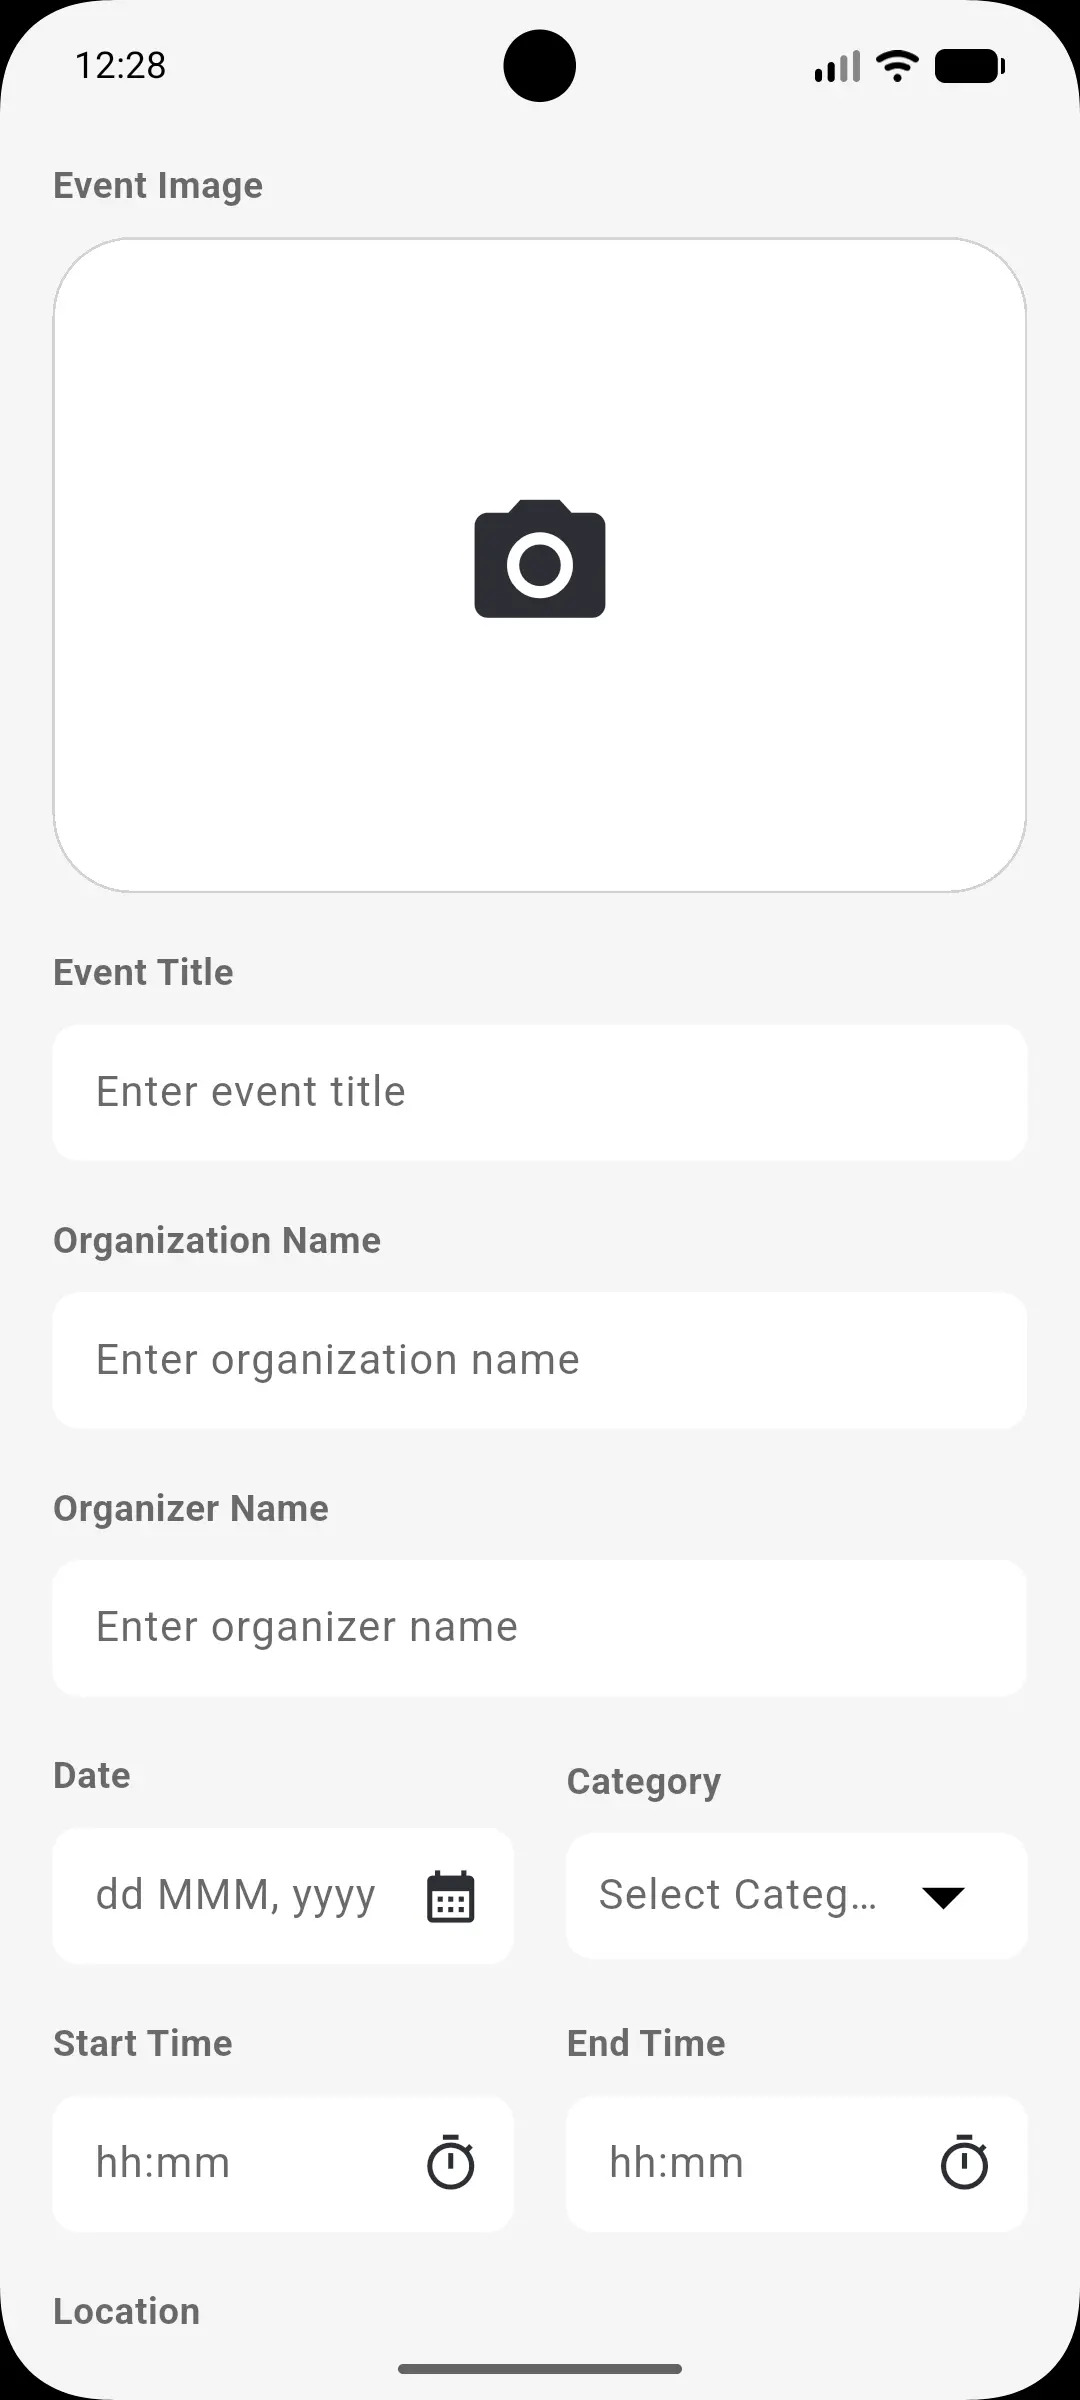 12:28
Event Image
Event Title
Enter event title
Organization Name
Enter organization name
Organizer Name
Enter organizer name
Date
Category
dd MMM, yyyy
Select Categ...
Start Time
End Time
hh:mm
hh:mm
Location